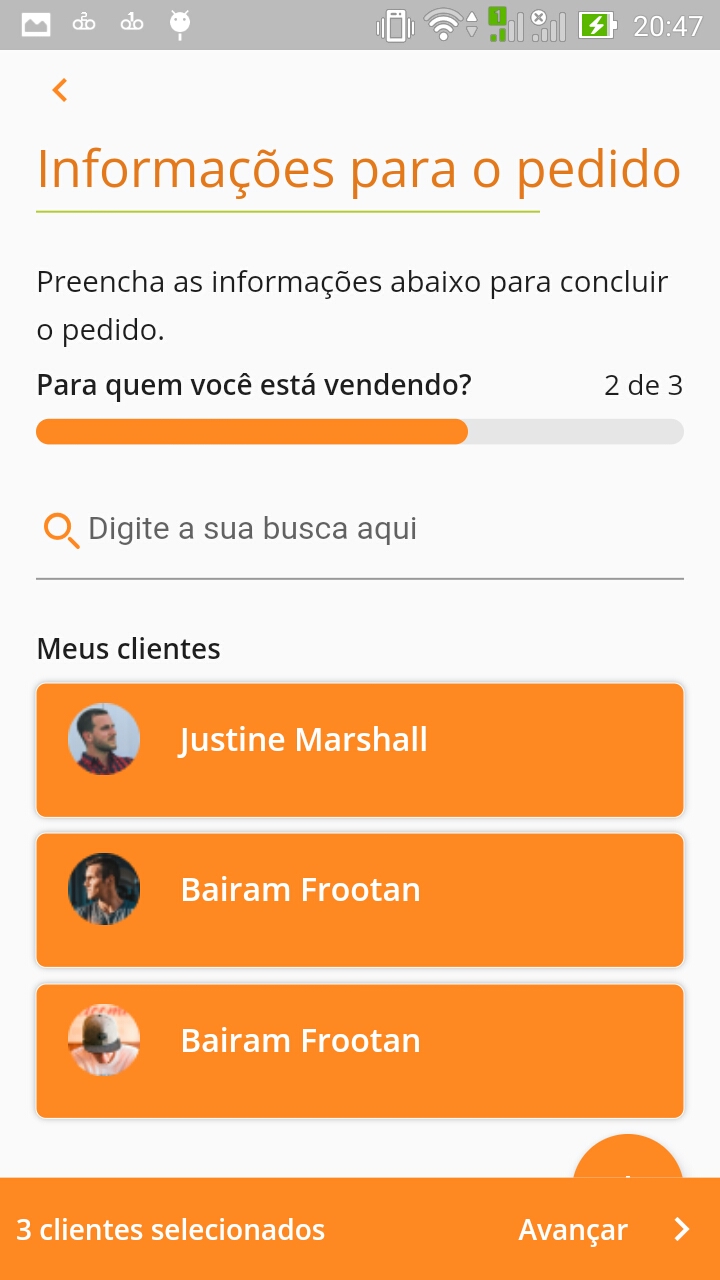 20:47
Informações para o pedido
Preencha as informações abaixo para concluir
o pedido.
Para quem você está vendendo? 2 de 3
Digite a sua busca aqui
Meus clientes
Justine Marshall
Bairam Frootan
Bairam Frootan
3 clientes selecionados Avançar